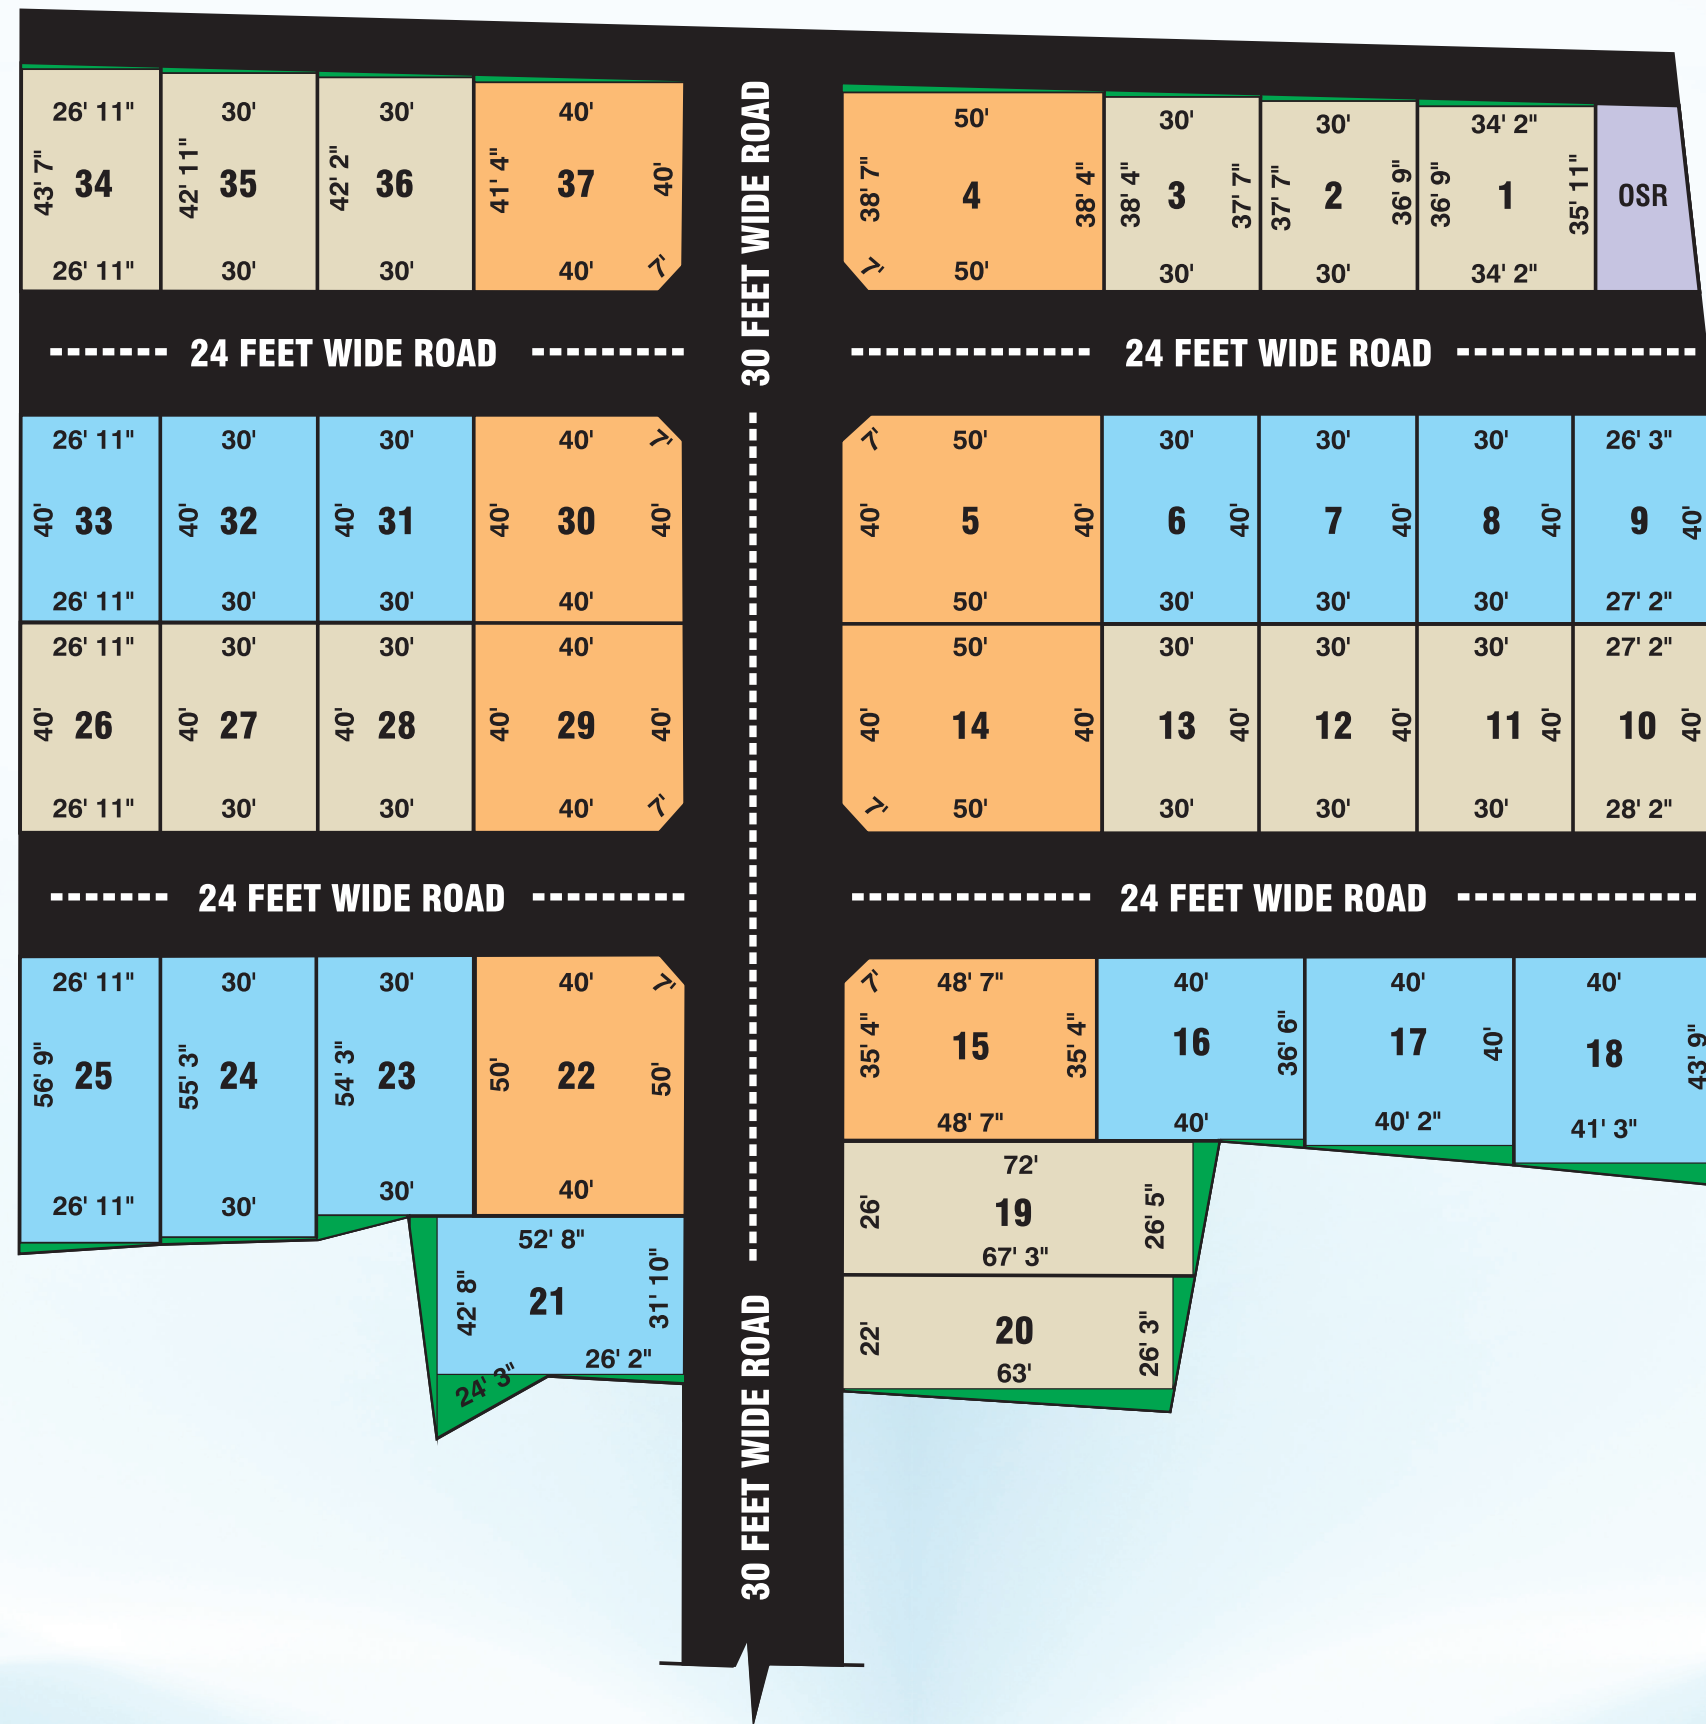 26' 11" 30' 30' 40' 50' 30' 30' 34' 2"
43' 7" 34 42' 11" 35 42' 2" 36 41' 4" 37 40' 38' 7" 4 38' 4" 38' 4" 3 37' 7" 37' 7" 2 36' 9" 36' 9" 1 35' 11" OSR
26' 11" 30' 30' 40' 7' 7' 50' 30' 30' 34' 2"
30 FEET WIDE ROAD
24 FEET WIDE ROAD 24 FEET WIDE ROAD
26' 11" 30' 30' 40' 7' 7' 50' 30' 30' 30' 26' 3"
40' 33 40' 32 40' 31 40' 30 40' 40' 5 40' 6 40' 7 40' 8 40' 9 40'
26' 11" 30' 30' 40' 50' 30' 30' 30' 27' 2"
26' 11" 30' 30' 40' 50' 30' 30' 30' 27' 2"
40' 26 40' 27 40' 28 40' 29 40' 40' 14 40' 13 40' 12 40' 11 40' 10 40'
26' 11" 30' 30' 40' 7' 7' 50' 30' 30' 30' 28' 2"
24 FEET WIDE ROAD 24 FEET WIDE ROAD
26' 11" 30' 30' 40' 7' 7' 48' 7" 40' 40' 40'
56' 9" 25 55' 3" 24 54' 3" 23 50' 22 50' 35' 4" 15 35' 4" 16 36' 6" 17 40' 18 43' 9"
48' 7" 40' 40' 2" 41' 3"
26' 11" 30' 30' 40'
72'
26' 19 26' 5"
67' 3"
52' 8"
42' 8" 21 31' 10"
24' 3" 26' 2"
22' 20 26' 3"
63'
30 FEET WIDE ROAD